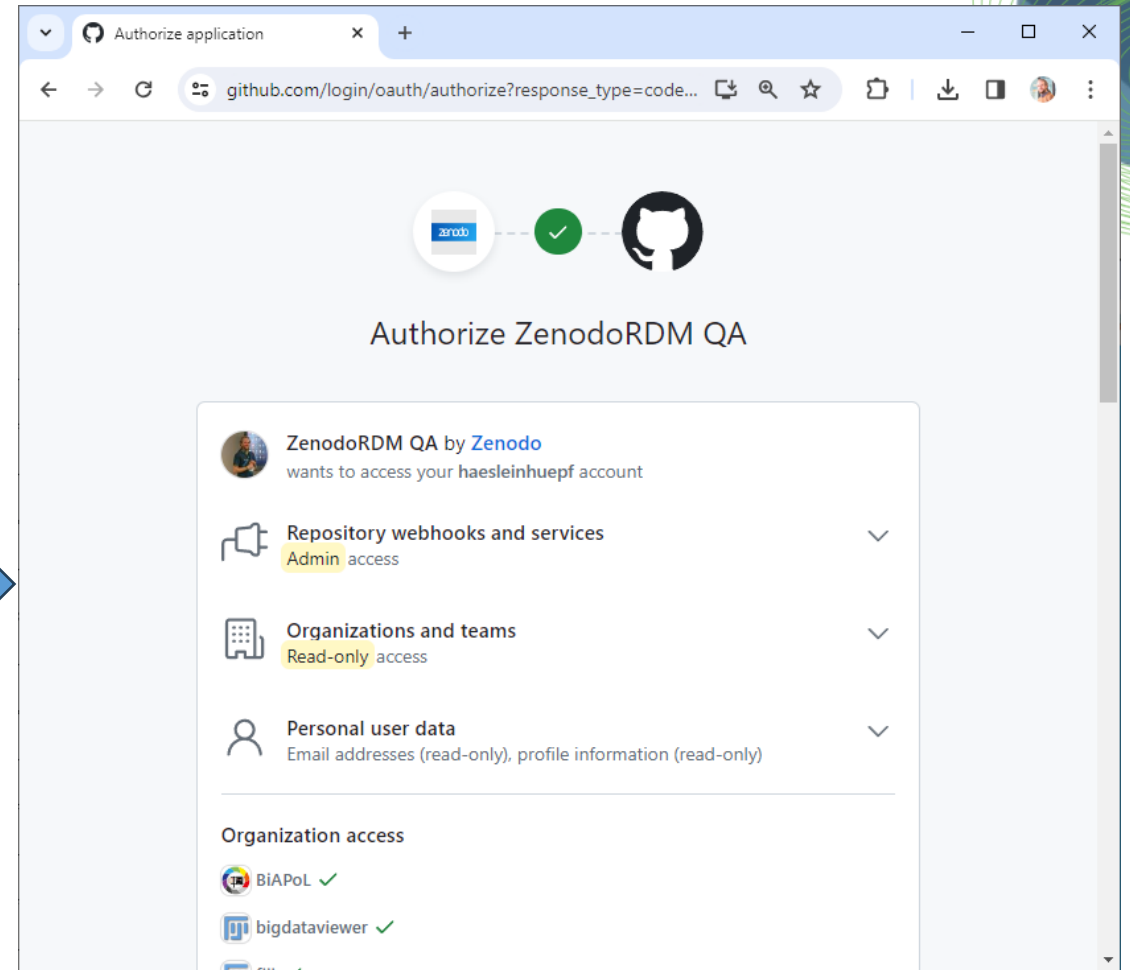 Authorize application
github.com/login/oauth/authorize?response_type=code...
zenodo
Authorize ZenodoRDM QA
ZenodoRDM QA by Zenodo
wants to access your haesleinhuepf account
Repository webhooks and services
Admin access
Organizations and teams
Read-only access
Personal user data
Email addresses (read-only), profile information (read-only)
Organization access
BiAPoL
bigdataviewer